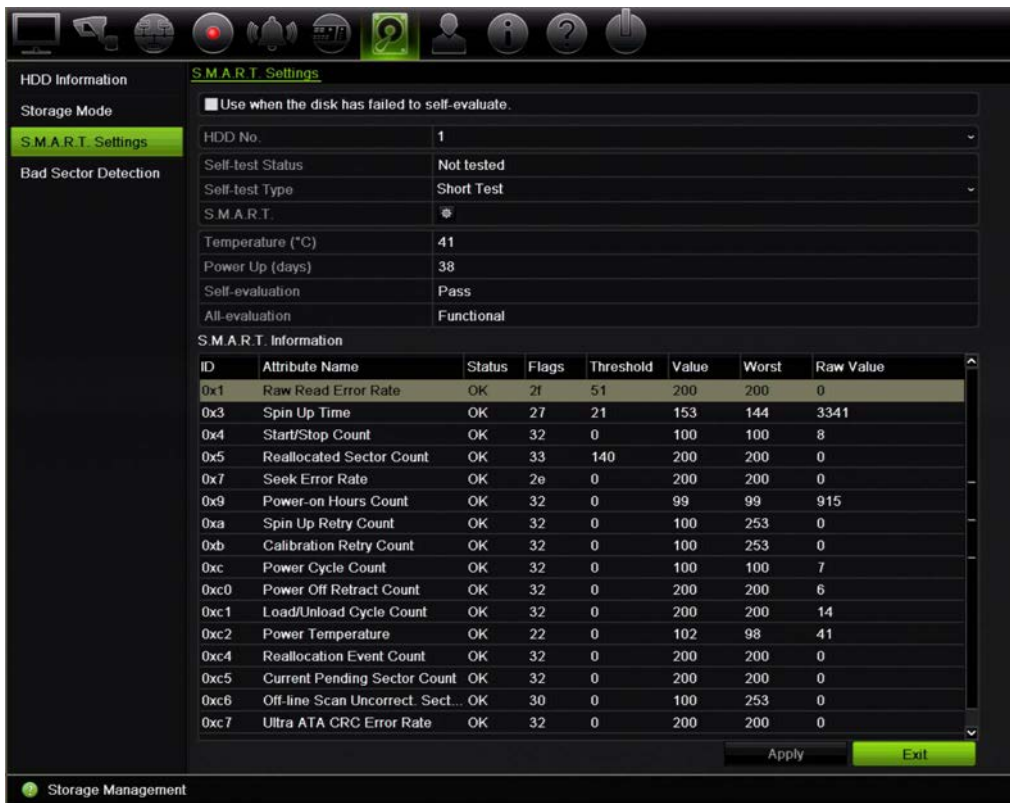 S.M.A.R.T. Settings
HDD Information
Storage Mode
S.M.A.R.T. Settings
Bad Sector Detection
Use when the disk has failed to self-evaluate.
HDD No. 1
Self-test Status Not tested
Self-test Type Short Test
S.M.A.R.T.
Temperature (°C) 41
Power Up (days) 38
Self-evaluation Pass
All-evaluation Functional
S.M.A.R.T. Information
ID Attribute Name Status Flags Threshold Value Worst Raw Value
0x1 Raw Read Error Rate OK 2f 51 200 200 0
0x3 Spin Up Time OK 27 21 153 144 3341
0x4 Start/Stop Count OK 32 0 100 100 8
0x5 Reallocated Sector Count OK 33 140 200 200 0
0x7 Seek Error Rate OK 2e 0 200 200 0
0x9 Power-on Hours Count OK 32 0 99 99 915
0xa Spin Up Retry Count OK 32 0 100 253 0
0xb Calibration Retry Count OK 32 0 100 253 0
0xc Power Cycle Count OK 32 0 100 100 7
0xc0 Power Off Retract Count OK 32 0 200 200 6
0xc1 Load/Unload Cycle Count OK 32 0 200 200 14
0xc2 Power Temperature OK 22 0 102 98 41
0xc4 Reallocation Event Count OK 32 0 200 200 0
0xc5 Current Pending Sector Count OK 32 0 200 200 0
0xc6 Off-line Scan Uncorrect. Sect... OK 30 0 100 253 0
0xc7 Ultra ATA CRC Error Rate OK 32 0 200 200 0
Apply Exit
Storage Management